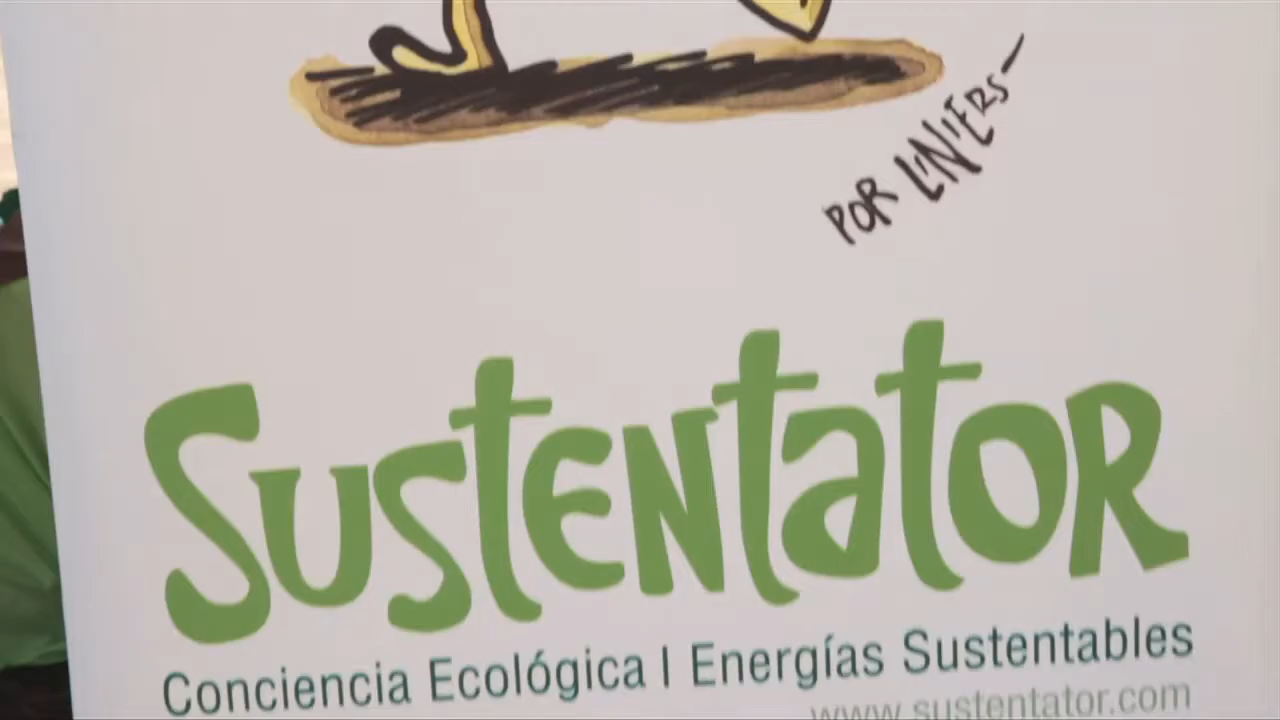 POR LINIERS
SUSTENTATOR
Conciencia Ecológica | Energías Sustentables
www.sustentator.com